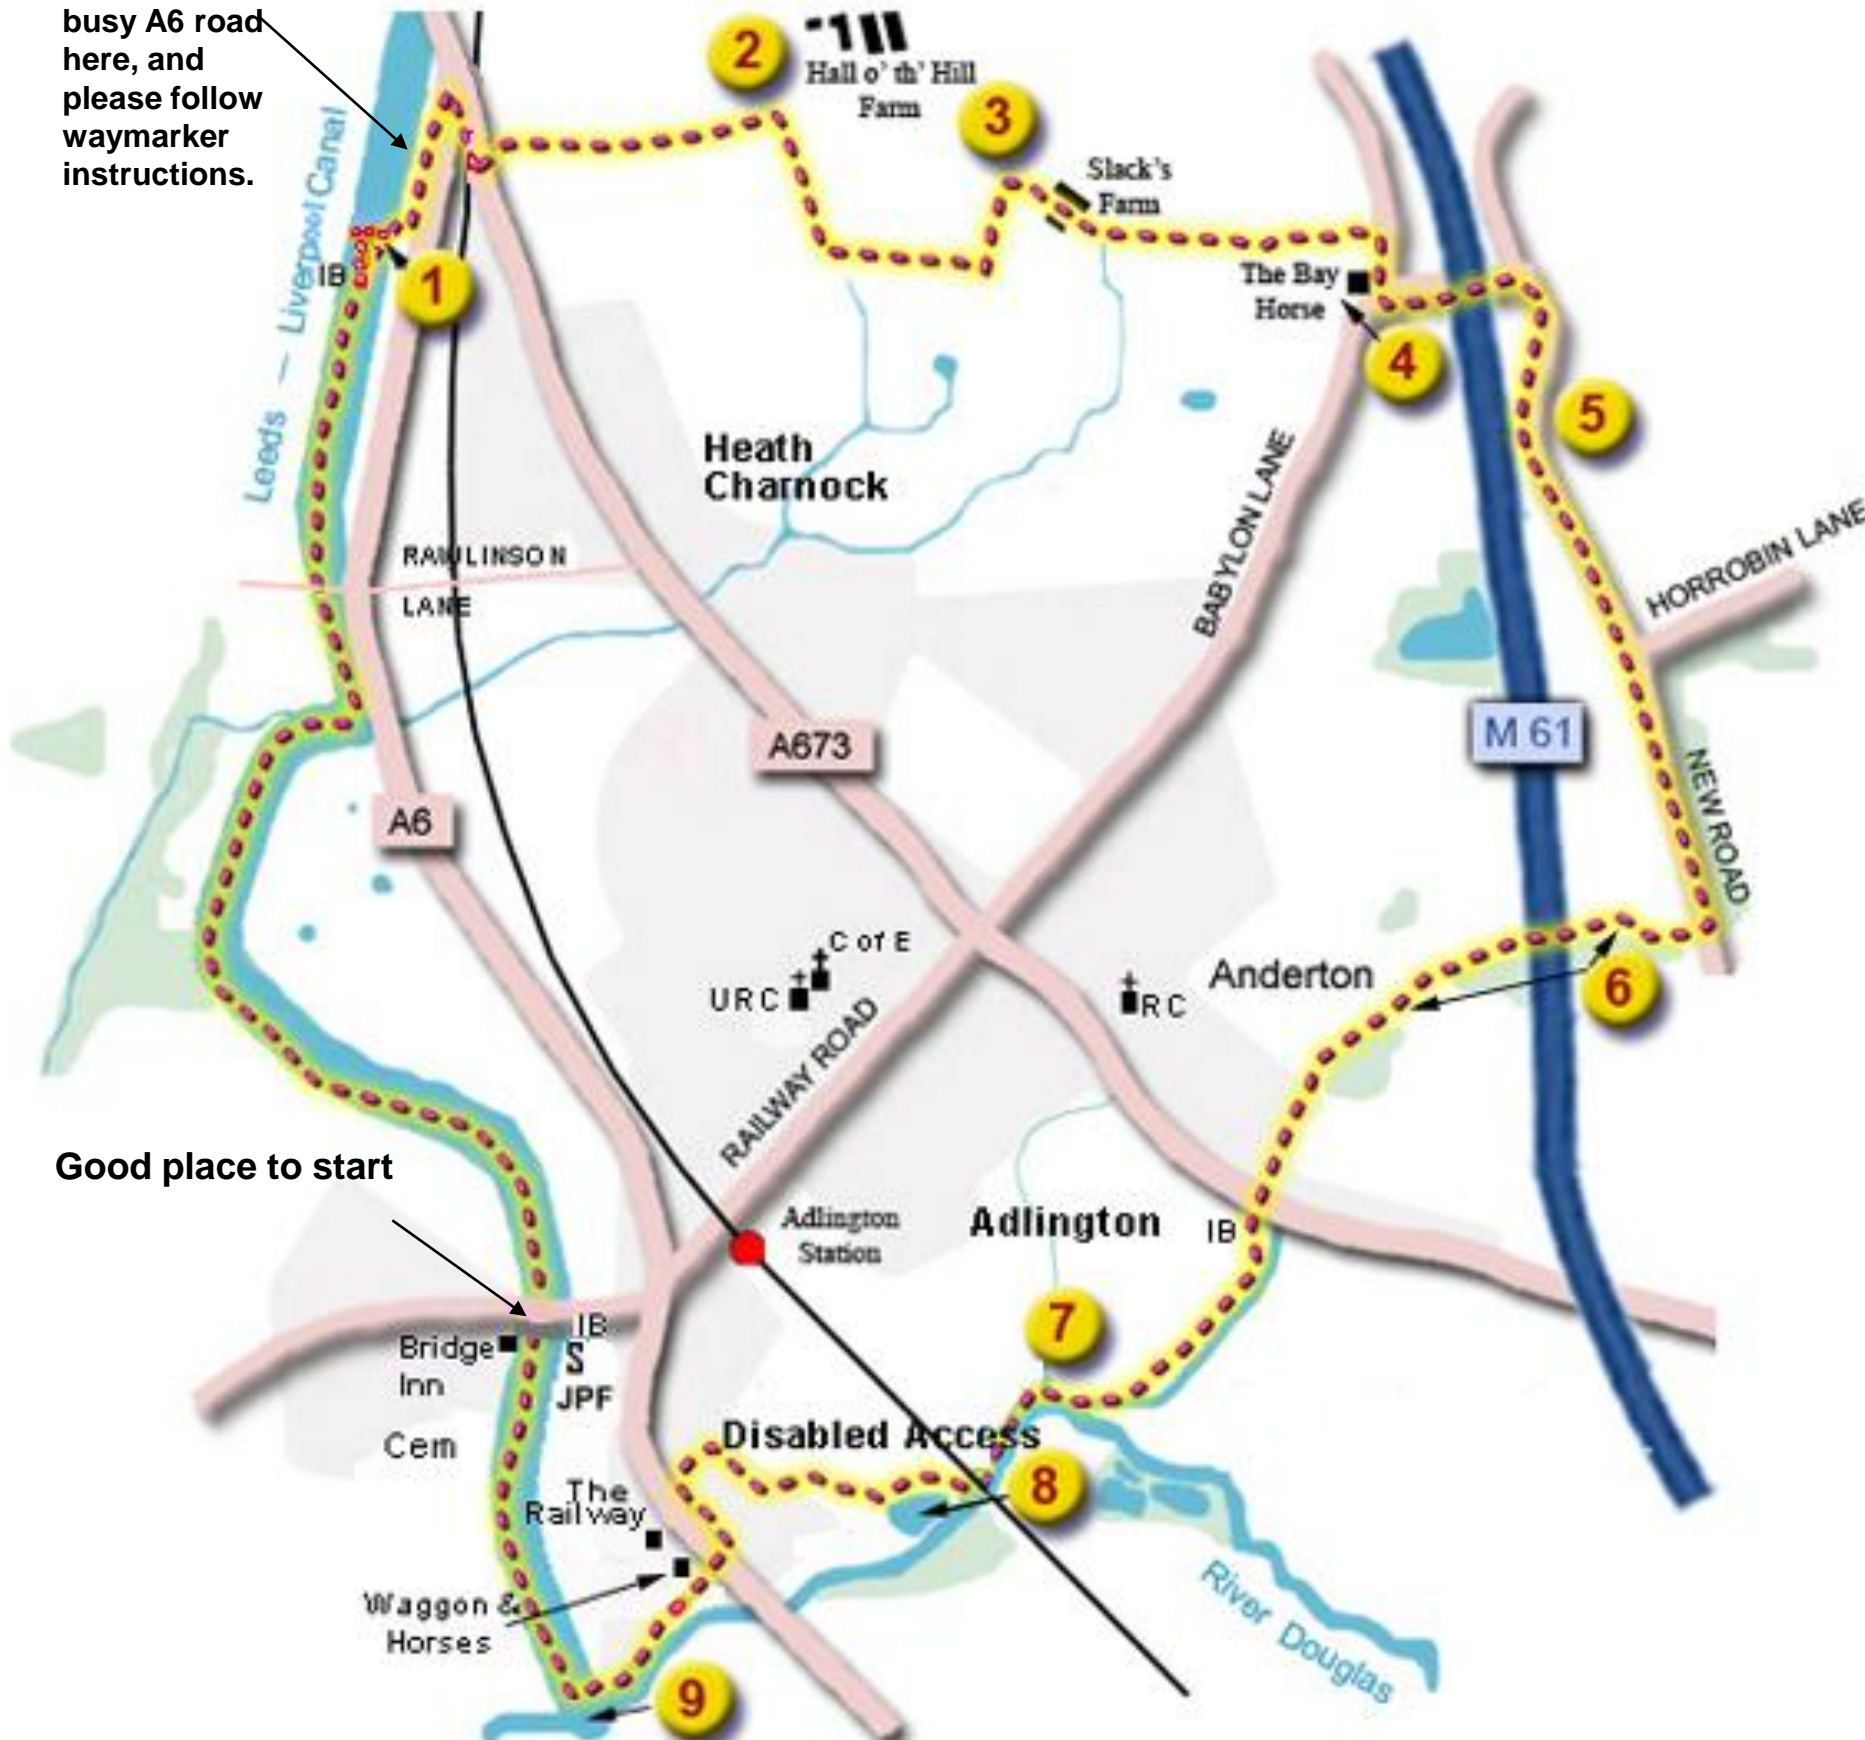 busy A6 road
here, and
please follow
waymarker
instructions.
2
Hall o' th' Hill
Farm
3
Slack's
Farm
Leeds — Liverpool Canal
IB
1
The Bay
Horse
4
5
Heath
Charnock
BABYLON LANE
RAWLINSON
LANE
HORROBIN LANE
A673
M 61
NEW ROAD
A6
C of E
URC
RC
Anderton
6
RAILWAY ROAD
Good place to start
Adlington
Station
Adlington
IB
7
IB
Bridge
Inn
S
JPF
Cem
Disabled Access
8
The
Railway
Waggon &
Horses
River Douglas
9